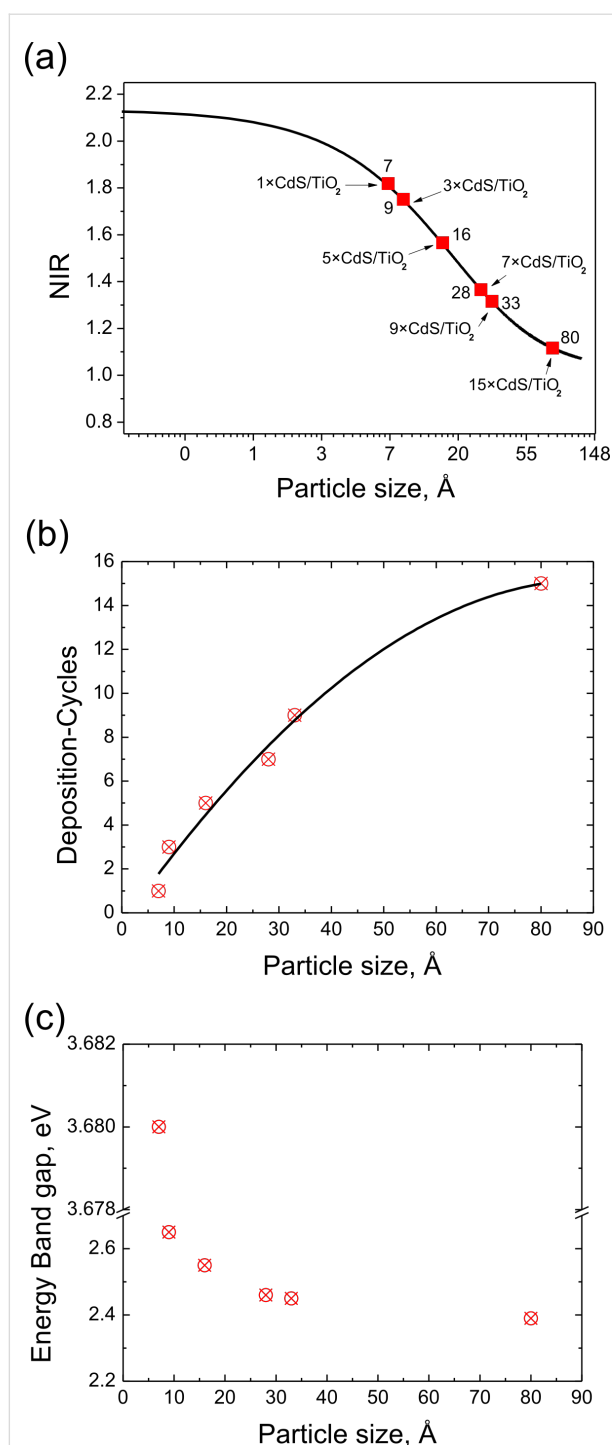 (a)
2.2
2.0
1.8
1.6
1.4
1.2
1.0
0.8
NIR
7
1×CdS/TiO₂
9
3×CdS/TiO₂
16
5×CdS/TiO₂
7×CdS/TiO₂
28
33
9×CdS/TiO₂
80
15×CdS/TiO₂
0 1 3 7 20 55 148
Particle size, Å
(b)
16
14
12
10
8
6
4
2
0
Deposition-Cycles
0 10 20 30 40 50 60 70 80 90
Particle size, Å
(c)
3.682
3.680
3.678
2.6
2.4
2.2
Energy Band gap, eV
0 10 20 30 40 50 60 70 80 90
Particle size, Å